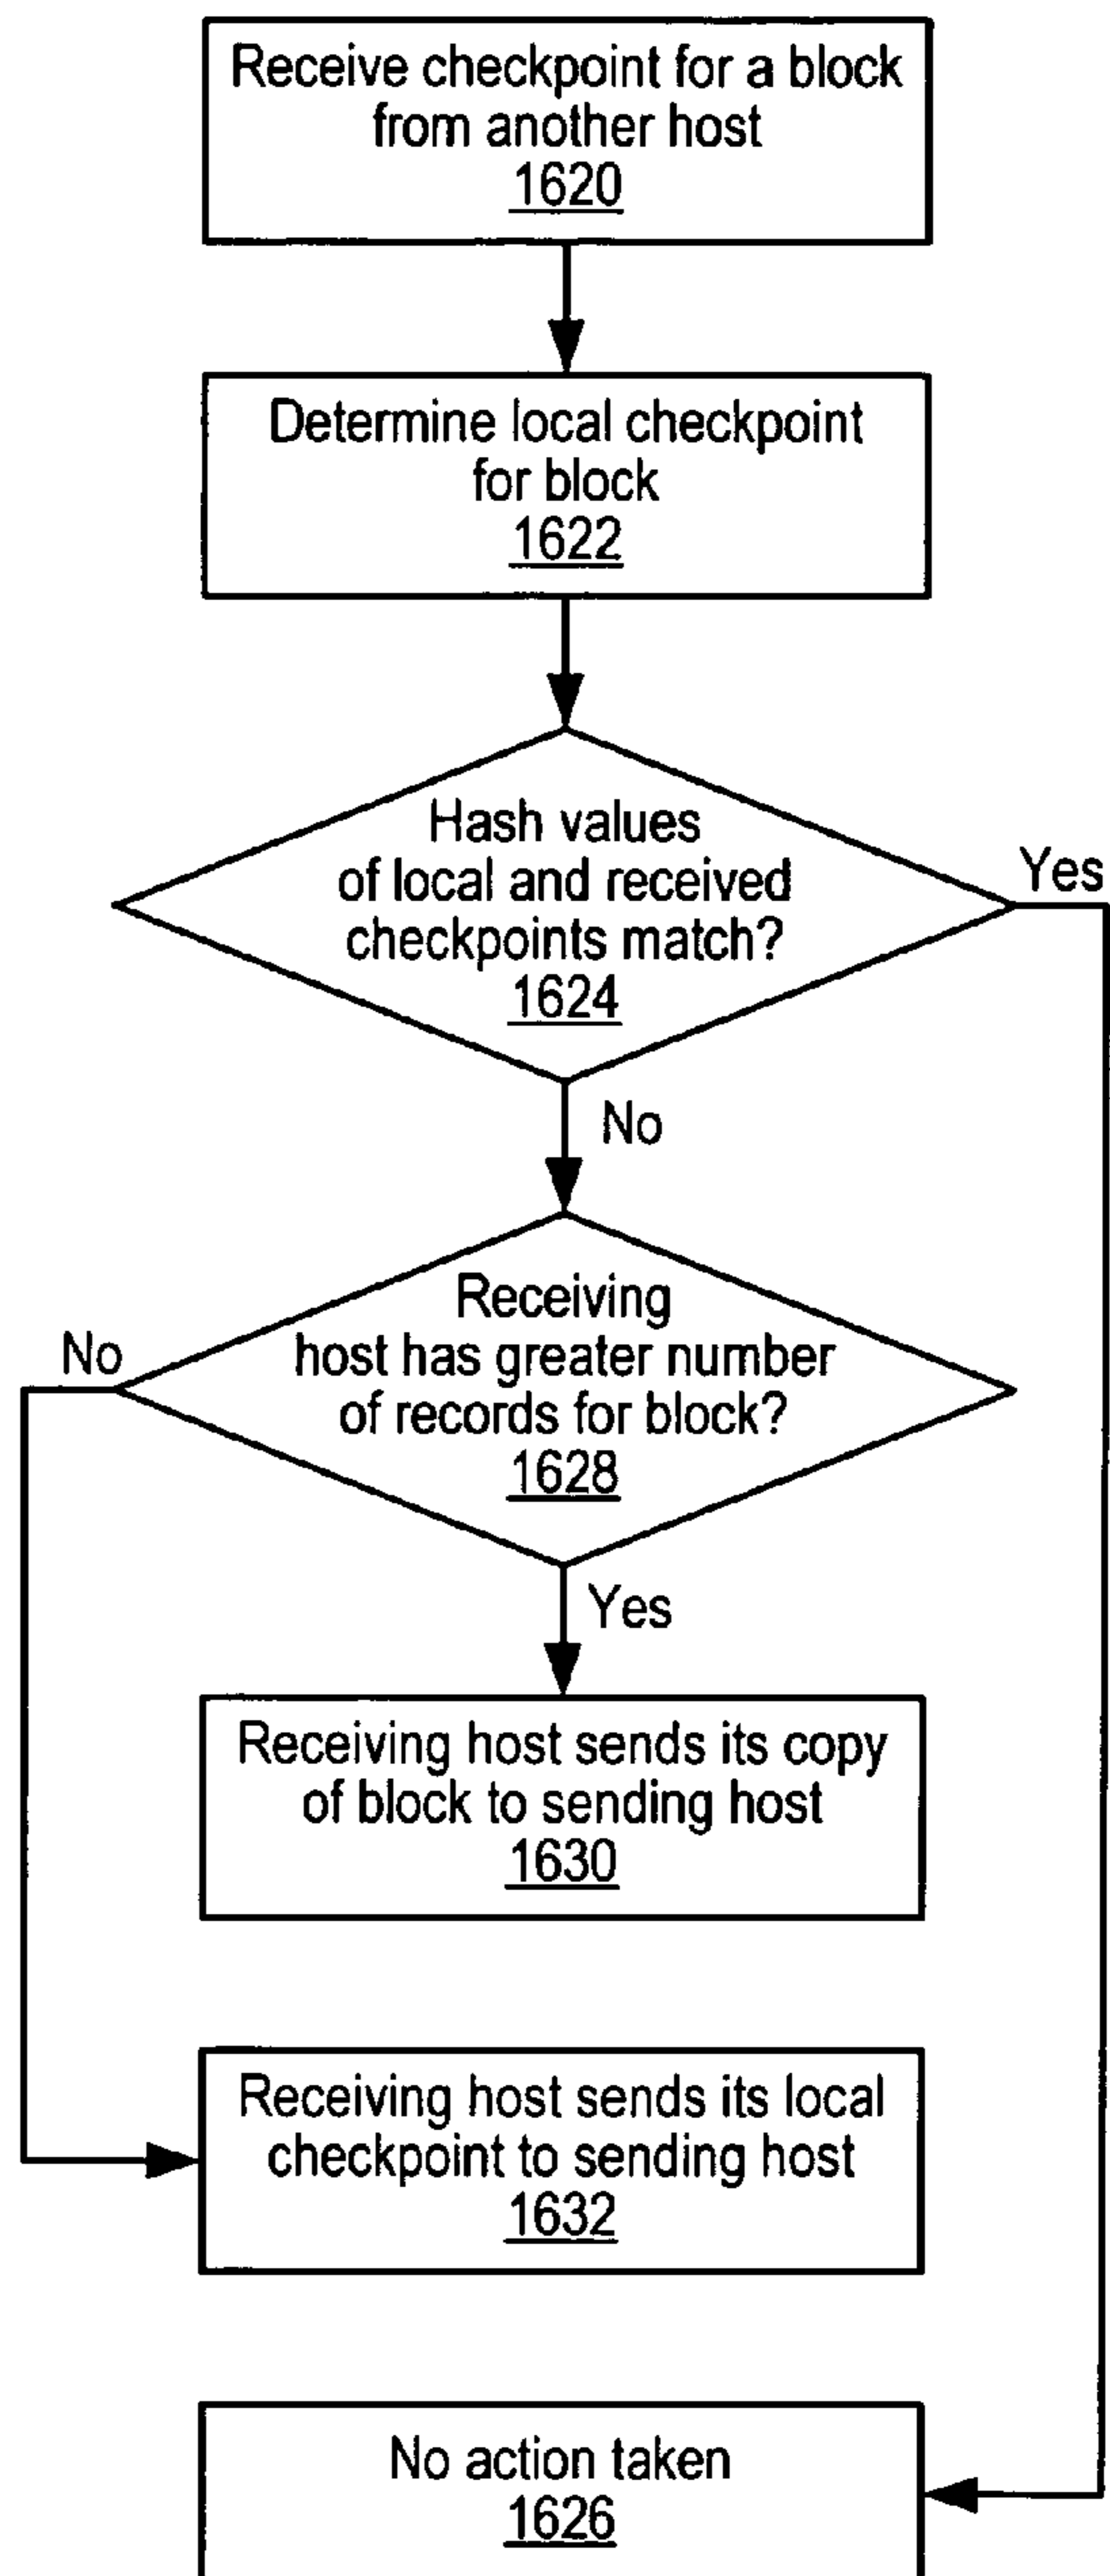 Receive checkpoint for a block
from another host
1620
Determine local checkpoint
for block
1622
Hash values
of local and received
checkpoints match?
1624
Yes
No
Receiving
host has greater number
of records for block?
1628
No
Yes
Receiving host sends its copy
of block to sending host
1630
Receiving host sends its local
checkpoint to sending host
1632
No action taken
1626